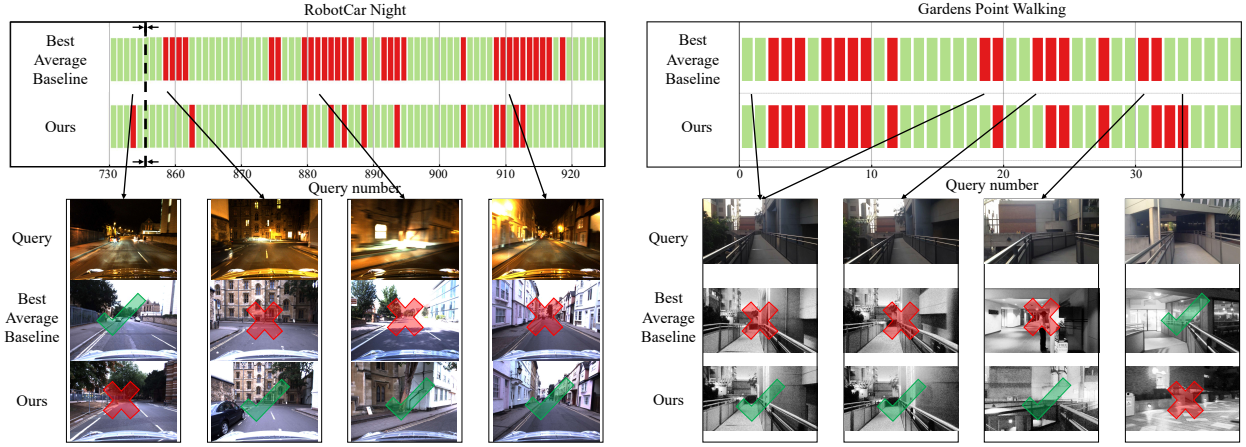 RobotCar Night
Best
Average
Baseline
Ours
730 860 870 880 890 900 910 920
Query number
Query
Best
Average
Baseline
Ours
Gardens Point Walking
Best
Average
Baseline
Ours
0 10 20 30
Query number
Query
Best
Average
Baseline
Ours